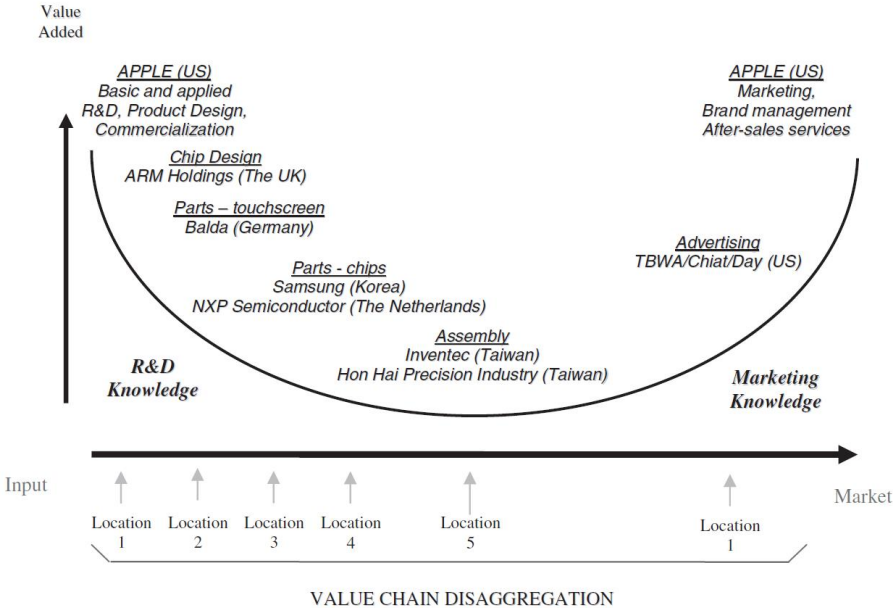 Value
Added
APPLE (US)
Basic and applied
R&D, Product Design,
Commercialization
APPLE (US)
Marketing,
Brand management
After-sales services
Chip Design
ARM Holdings (The UK)
Parts – touchscreen
Balda (Germany)
Advertising
TBWA/Chiat/Day (US)
Parts - chips
Samsung (Korea)
NXP Semiconductor (The Netherlands)
Assembly
Inventec (Taiwan)
Hon Hai Precision Industry (Taiwan)
R&D
Knowledge
Marketing
Knowledge
Input
Market
Location
1
Location
2
Location
3
Location
4
Location
5
Location
1
VALUE CHAIN DISAGGREGATION